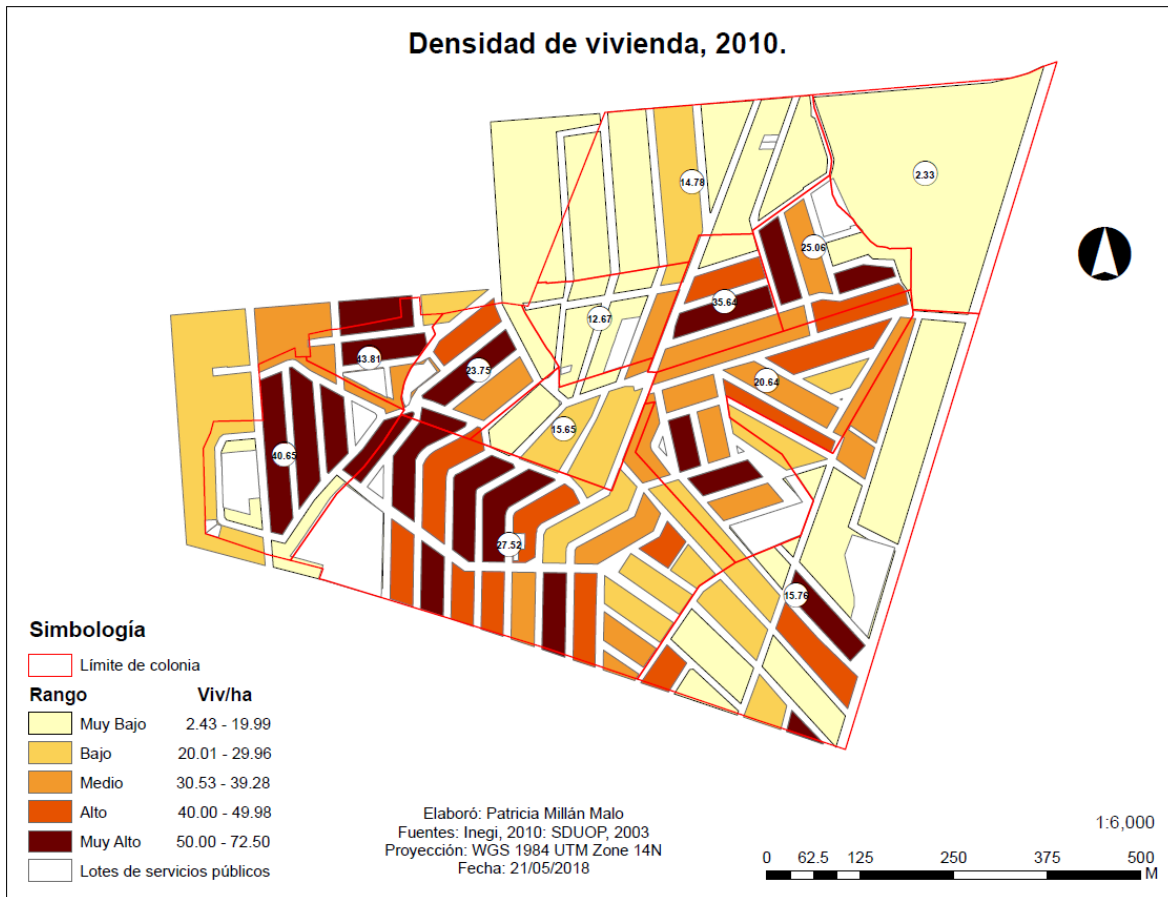 Densidad de vivienda, 2010.
2.33
14.78
25.06
35.64
12.67
43.81
23.75
20.64
15.65
40.65
27.52
15.76
Simbología
Límite de colonia
Rango Viv/ha
Muy Bajo 2.43 - 19.99
Bajo 20.01 - 29.96
Medio 30.53 - 39.28
Alto 40.00 - 49.98
Muy Alto 50.00 - 72.50
Lotes de servicios públicos
Elaboró: Patricia Millán Malo
Fuentes: Inegi, 2010: SDUOP, 2003
Proyección: WGS 1984 UTM Zone 14N
Fecha: 21/05/2018
1:6,000
0 62.5 125 250 375 500
M